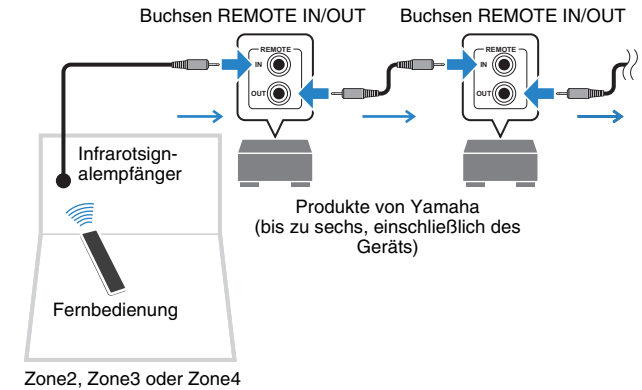 Buchsen REMOTE IN/OUT
Buchsen REMOTE IN/OUT
REMOTE
IN
OUT
REMOTE
IN
OUT
Infrarotsign-
alempfänger
Produkte von Yamaha
(bis zu sechs, einschließlich des
Geräts)
Fernbedienung
Zone2, Zone3 oder Zone4